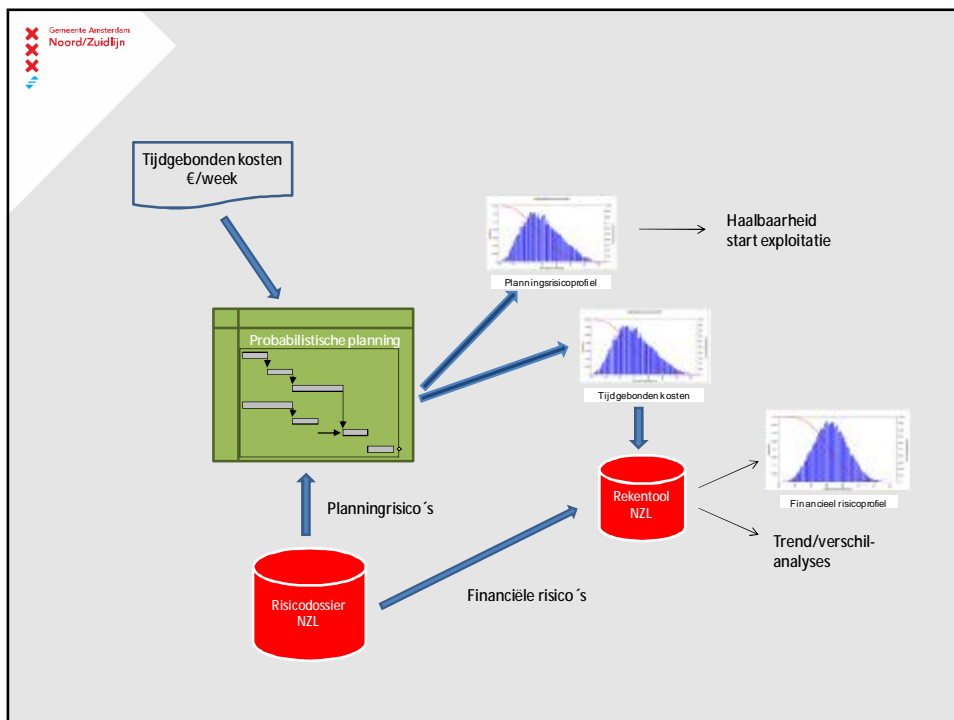 Gemeente Amsterdam
Noord/Zuidlijn
Tijdgebonden kosten
€/week
Haalbaarheid
start exploitatie
Planningsrisicoprofiel
Probabilistische planning
Tijdgebonden kosten
Rekentool
NZL
Financieel risicoprofiel
Planningrisico´s
Trend/verschil-
analyses
Risicodossier
NZL
Financiële risico´s